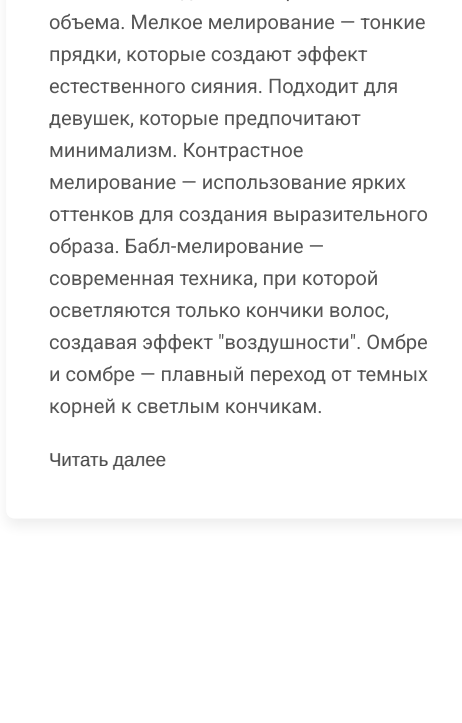 объема. Мелкое мелирование — тонкие
прядки, которые создают эффект
естественного сияния. Подходит для
девушек, которые предпочитают
минимализм. Контрастное
мелирование — использование ярких
оттенков для создания выразительного
образа. Бабл-мелирование —
современная техника, при которой
осветляются только кончики волос,
создавая эффект "воздушности". Омбре
и сомбре — плавный переход от темных
корней к светлым кончикам.
Читать далее